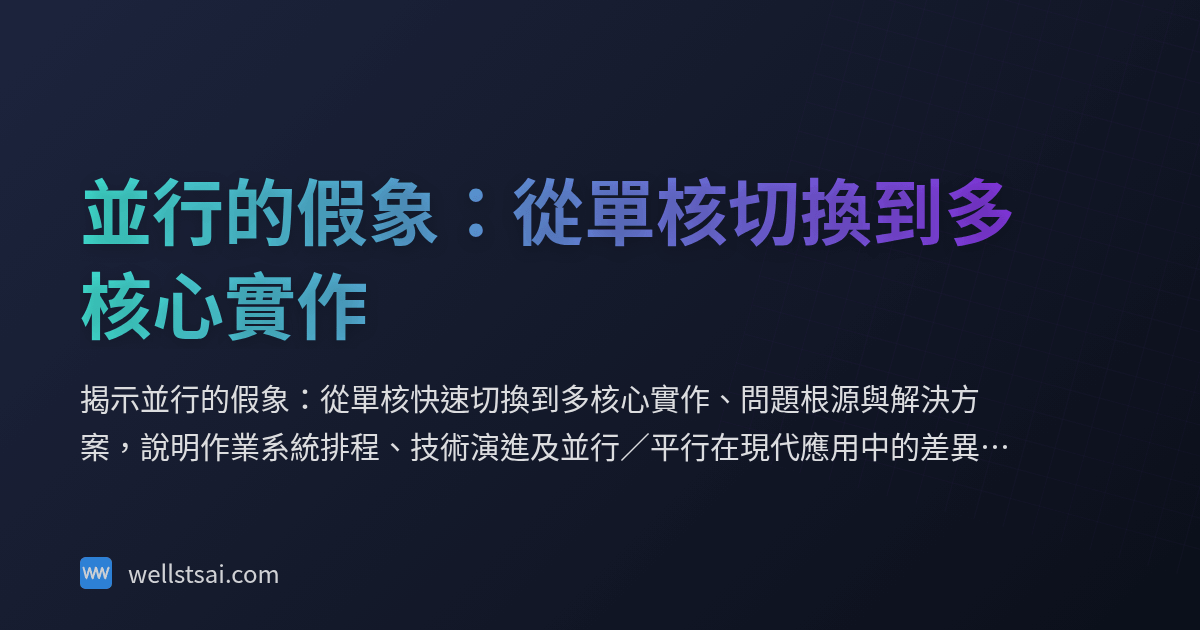 並行的假象：從單核切換到多
核心實作
揭示並行的假象：從單核快速切換到多核心實作、問題根源與解決方
案，說明作業系統排程、技術演進及並行／平行在現代應用中的差異…
wellstsai.com